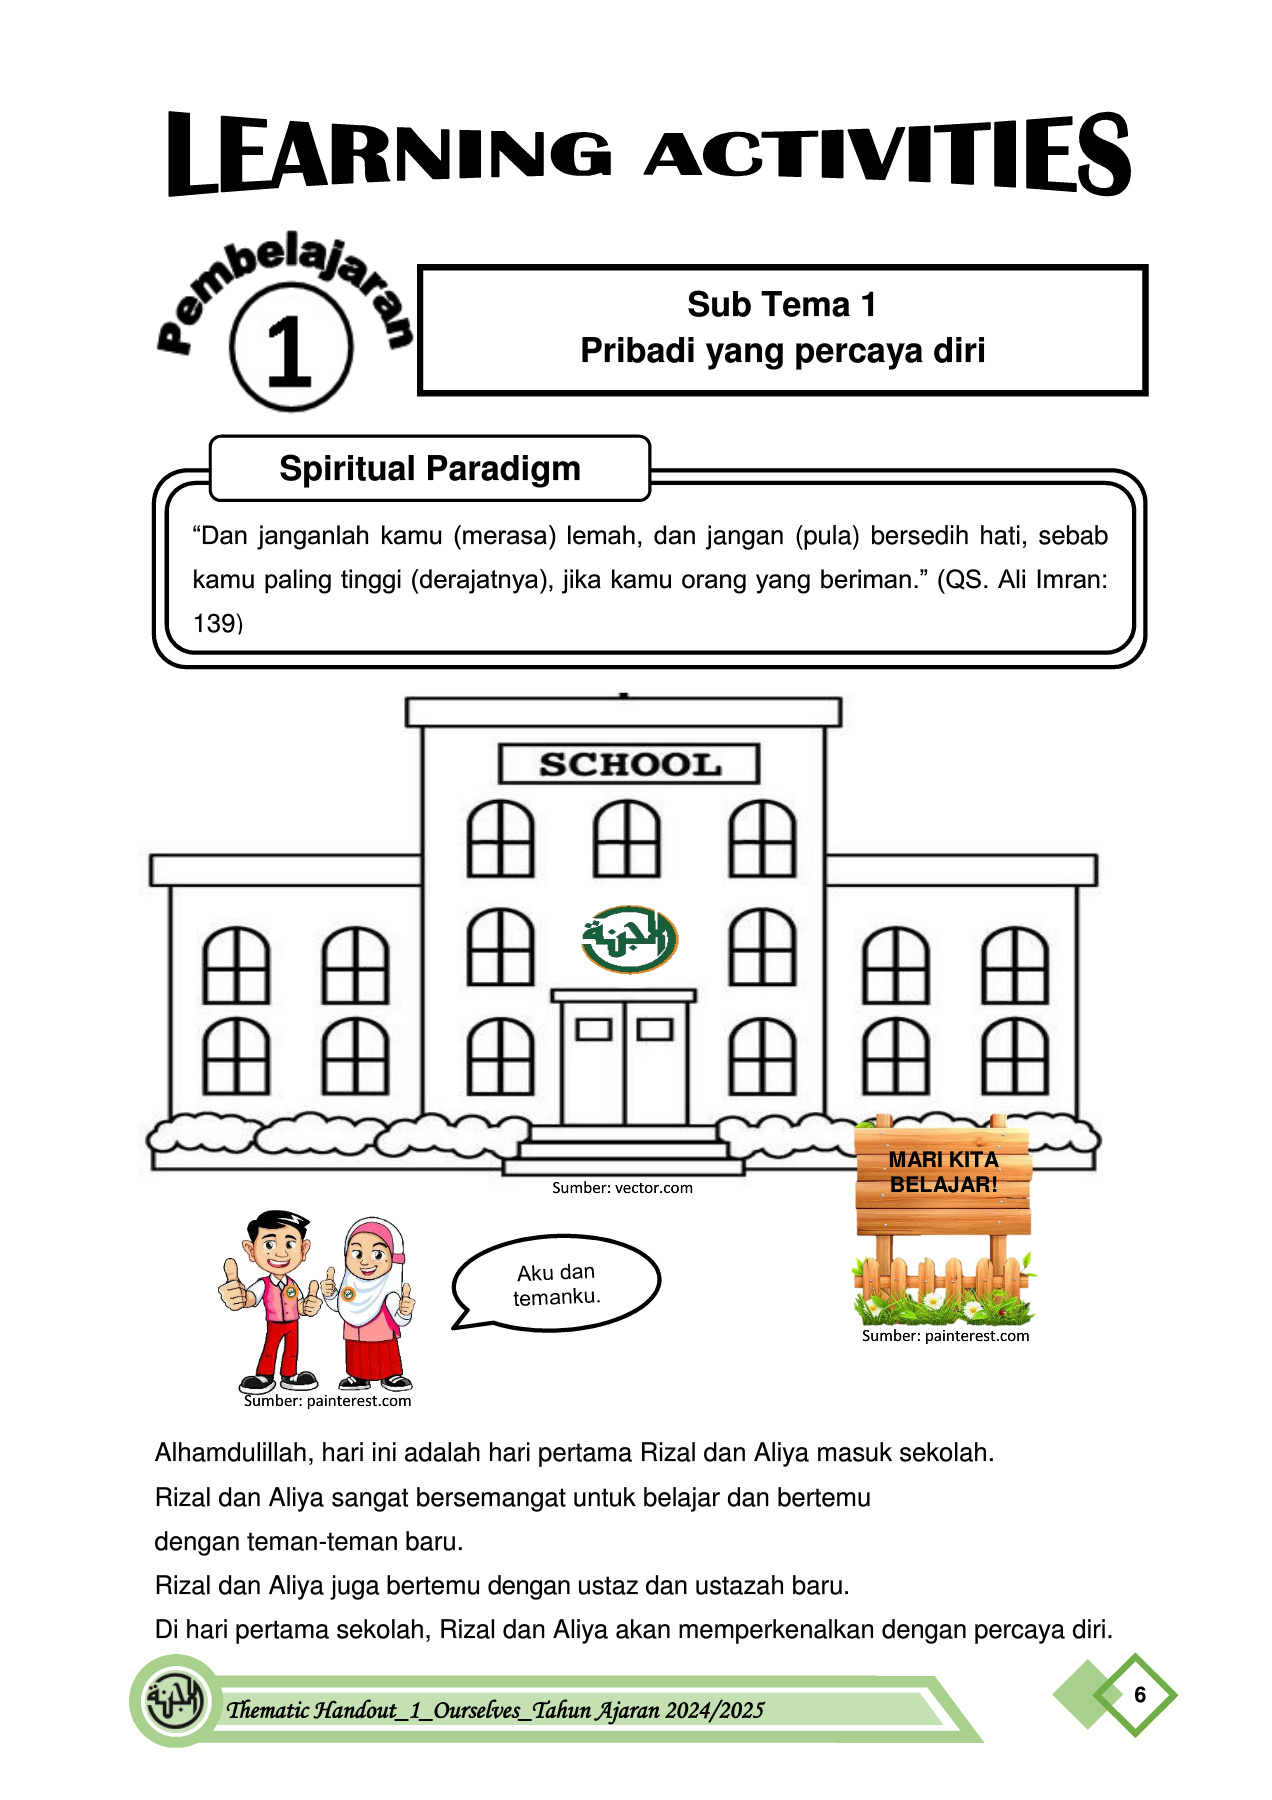 LEARNING ACTIVITIES
Pembelajaran
1
Sub Tema 1
Pribadi yang percaya diri
Spiritual Paradigm
“Dan janganlah kamu (merasa) lemah, dan jangan (pula) bersedih hati, sebab
kamu paling tinggi (derajatnya), jika kamu orang yang beriman.” (QS. Ali Imran:
139)
SCHOOL
الجنة
MARI KITA
BELAJAR!
Sumber: vector.com
Aku dan
temanku.
Sumber: painterest.com
Sumber: painterest.com
Alhamdulillah, hari ini adalah hari pertama Rizal dan Aliya masuk sekolah.
Rizal dan Aliya sangat bersemangat untuk belajar dan bertemu
dengan teman-teman baru.
Rizal dan Aliya juga bertemu dengan ustaz dan ustazah baru.
Di hari pertama sekolah, Rizal dan Aliya akan memperkenalkan dengan percaya diri.
الجنة
Thematic Handout_1_Ourselves_Tahun Ajaran 2024/2025
6